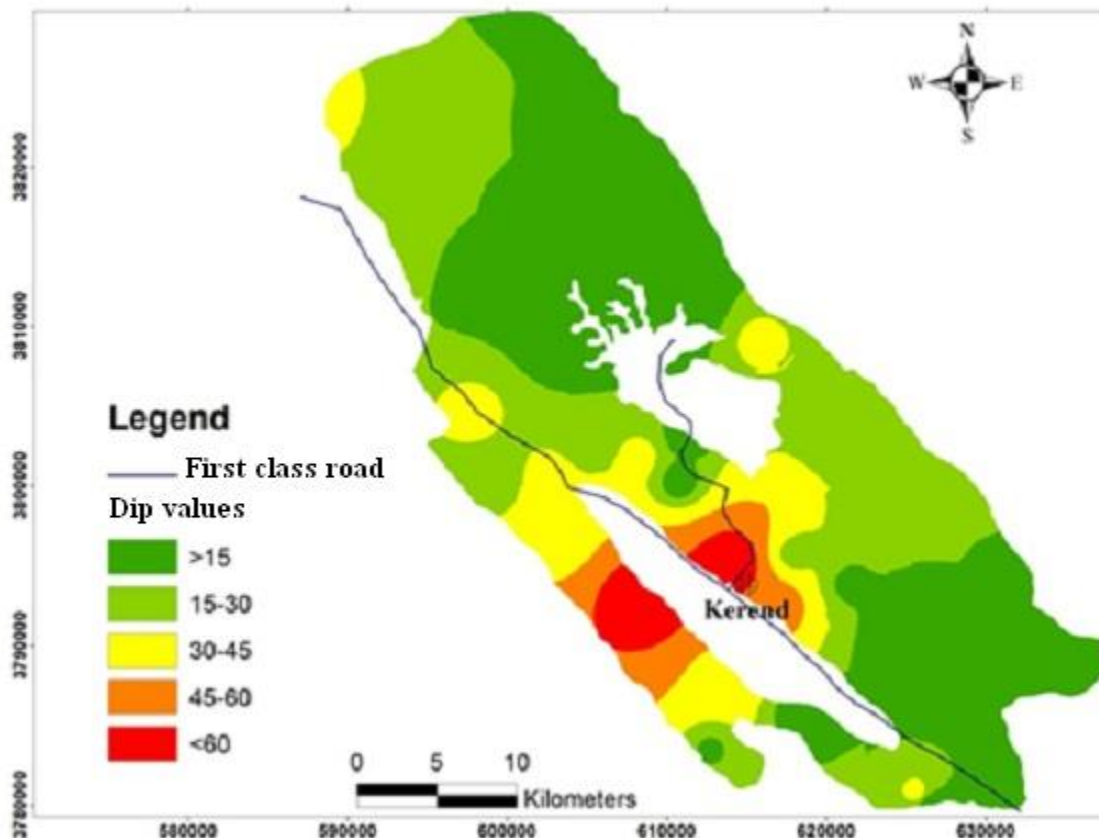 N
W E
S
3820000
3810000
3800000
3790000
3780000
Legend
First class road
Dip values
>15
15-30
30-45
45-60
<60
Kerend
0 5 10
Kilometers
580000 590000 600000 610000 620000 630000